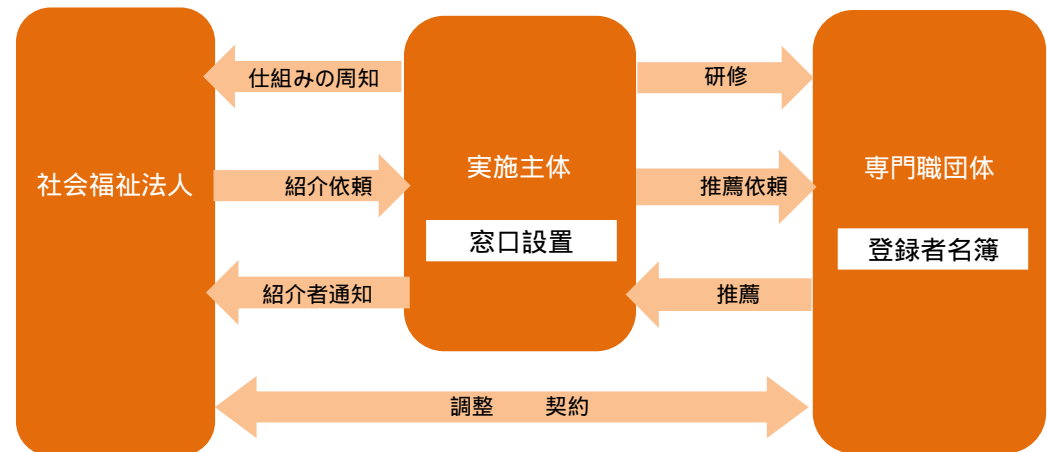 社会福祉法人
仕組みの周知
紹介依頼
紹介者通知
実施主体
窓口設置
研修
推薦依頼
推薦
専門職団体
登録者名簿
調整 契約